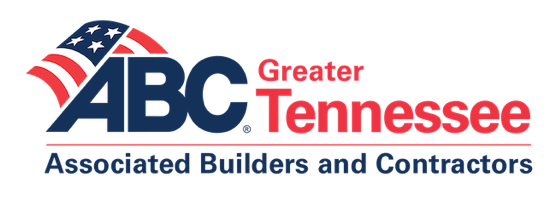 ABC® Greater
Tennessee
Associated Builders and Contractors